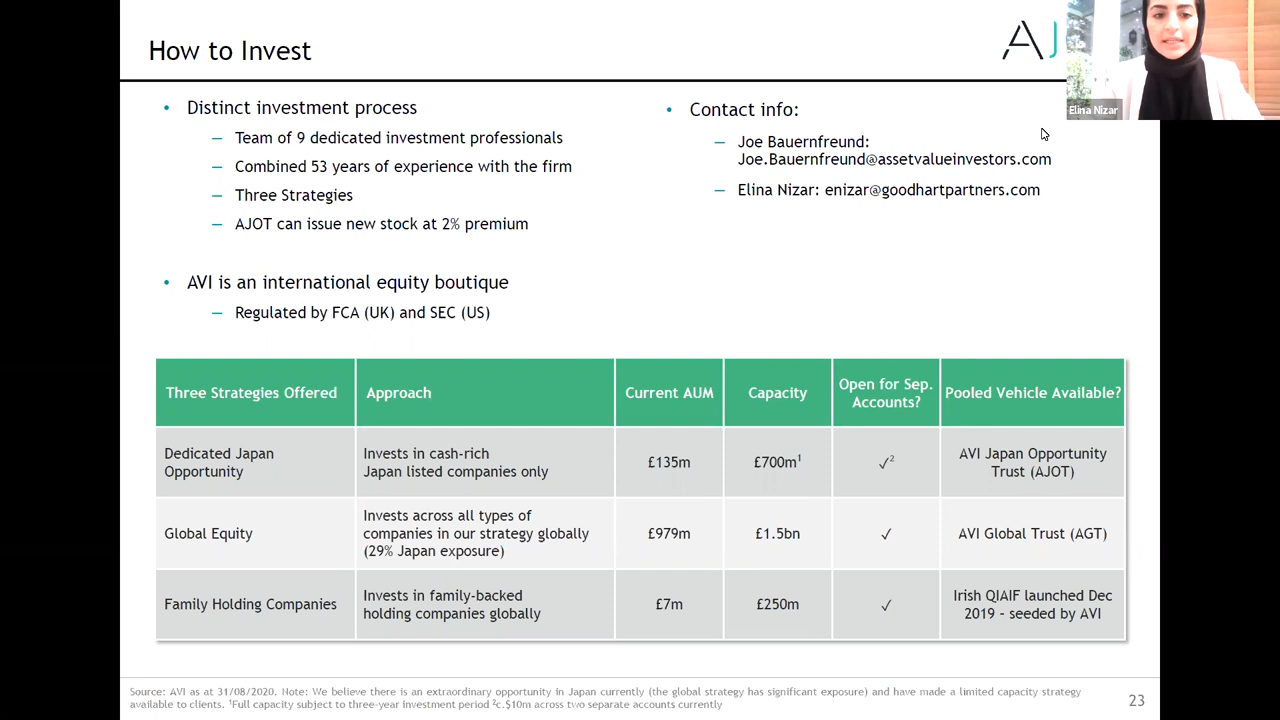 How to Invest
AJ
Elina Nizar
• Distinct investment process
– Team of 9 dedicated investment professionals
– Combined 53 years of experience with the firm
– Three Strategies
– AJOT can issue new stock at 2% premium
• AVI is an international equity boutique
– Regulated by FCA (UK) and SEC (US)
• Contact info:
– Joe Bauernfreund:
Joe.Bauernfreund@assetvalueinvestors.com
– Elina Nizar: enizar@goodhartpartners.com
Three Strategies Offered
Approach
Current AUM
Capacity
Open for Sep.
Accounts?
Pooled Vehicle Available?
Dedicated Japan
Opportunity
Invests in cash-rich
Japan listed companies only
£135m
£700m¹
✓²
AVI Japan Opportunity
Trust (AJOT)
Global Equity
Invests across all types of
companies in our strategy globally
(29% Japan exposure)
£979m
£1.5bn
✓
AVI Global Trust (AGT)
Family Holding Companies
Invests in family-backed
holding companies globally
£7m
£250m
✓
Irish QIAIF launched Dec
2019 – seeded by AVI
Source: AVI as at 31/08/2020. Note: We believe there is an extraordinary opportunity in Japan currently (the global strategy has significant exposure) and have made a limited capacity strategy
available to clients. ¹Full capacity subject to three-year investment period ²c.$10m across two separate accounts currently
23